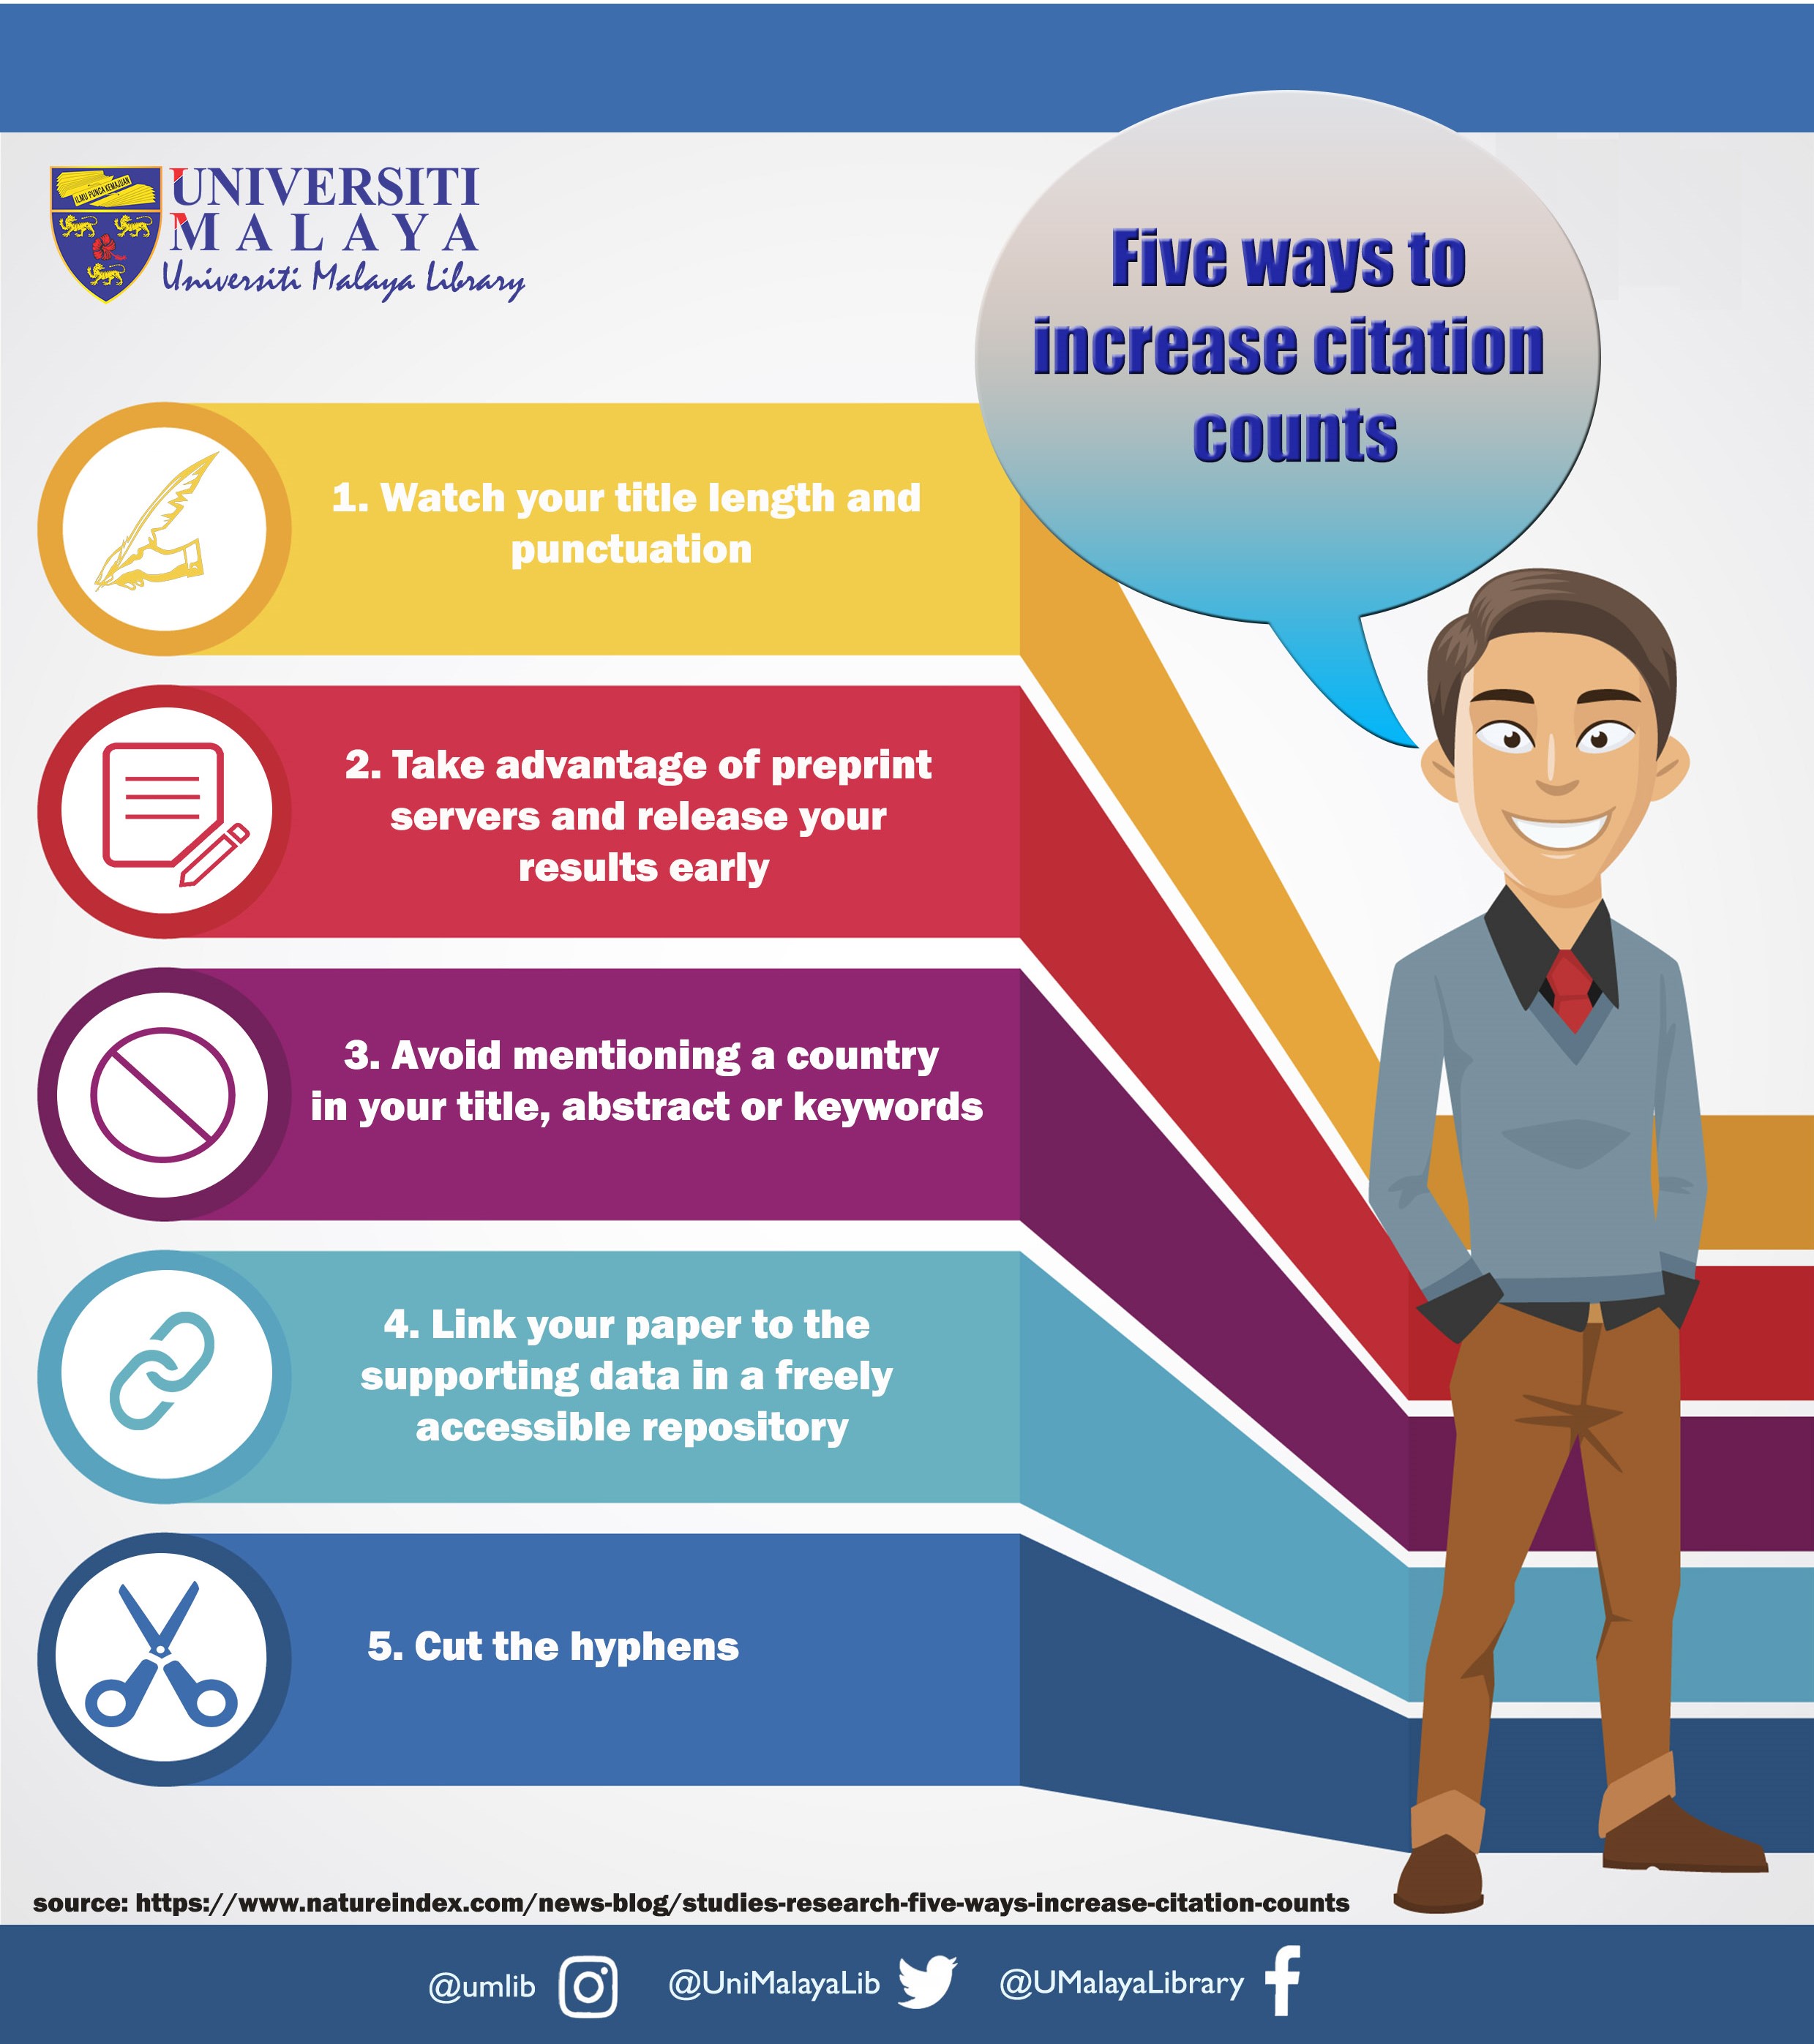 ILMU PUNCA KEMAJUAN
UNIVERSITI
MALAYA
Universiti Malaya Library
Five ways to
increase citation
counts
1. Watch your title length and
punctuation
2. Take advantage of preprint
servers and release your
results early
3. Avoid mentioning a country
in your title, abstract or keywords
4. Link your paper to the
supporting data in a freely
accessible repository
5. Cut the hyphens
source: https://www.natureindex.com/news-blog/studies-research-five-ways-increase-citation-counts
@umlib
@UniMalayaLib
@UMalayaLibrary